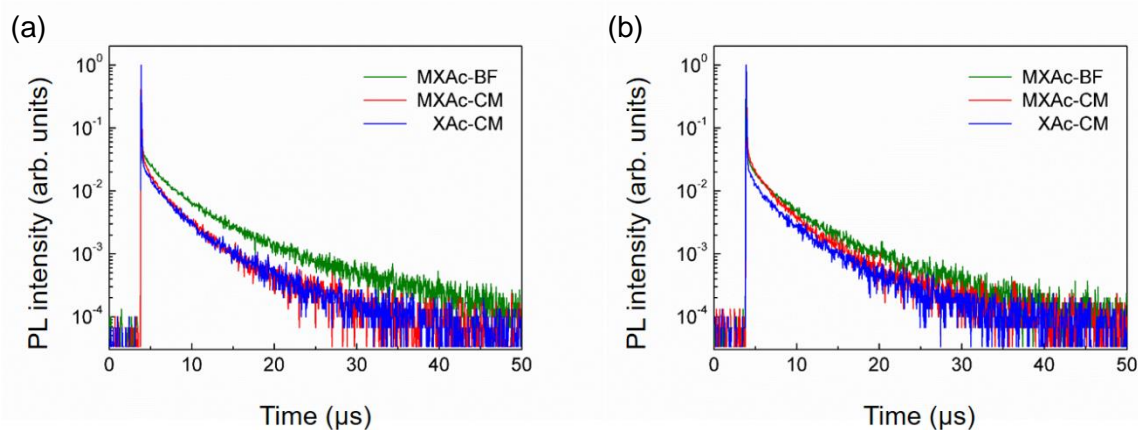 (a)
PL intensity (arb. units)
10⁰
10⁻¹
10⁻²
10⁻³
10⁻⁴
MXAc-BF
MXAc-CM
XAc-CM
0 10 20 30 40 50
Time (μs)
(b)
PL intensity (arb. units)
10⁰
10⁻¹
10⁻²
10⁻³
10⁻⁴
MXAc-BF
MXAc-CM
XAc-CM
0 10 20 30 40 50
Time (μs)